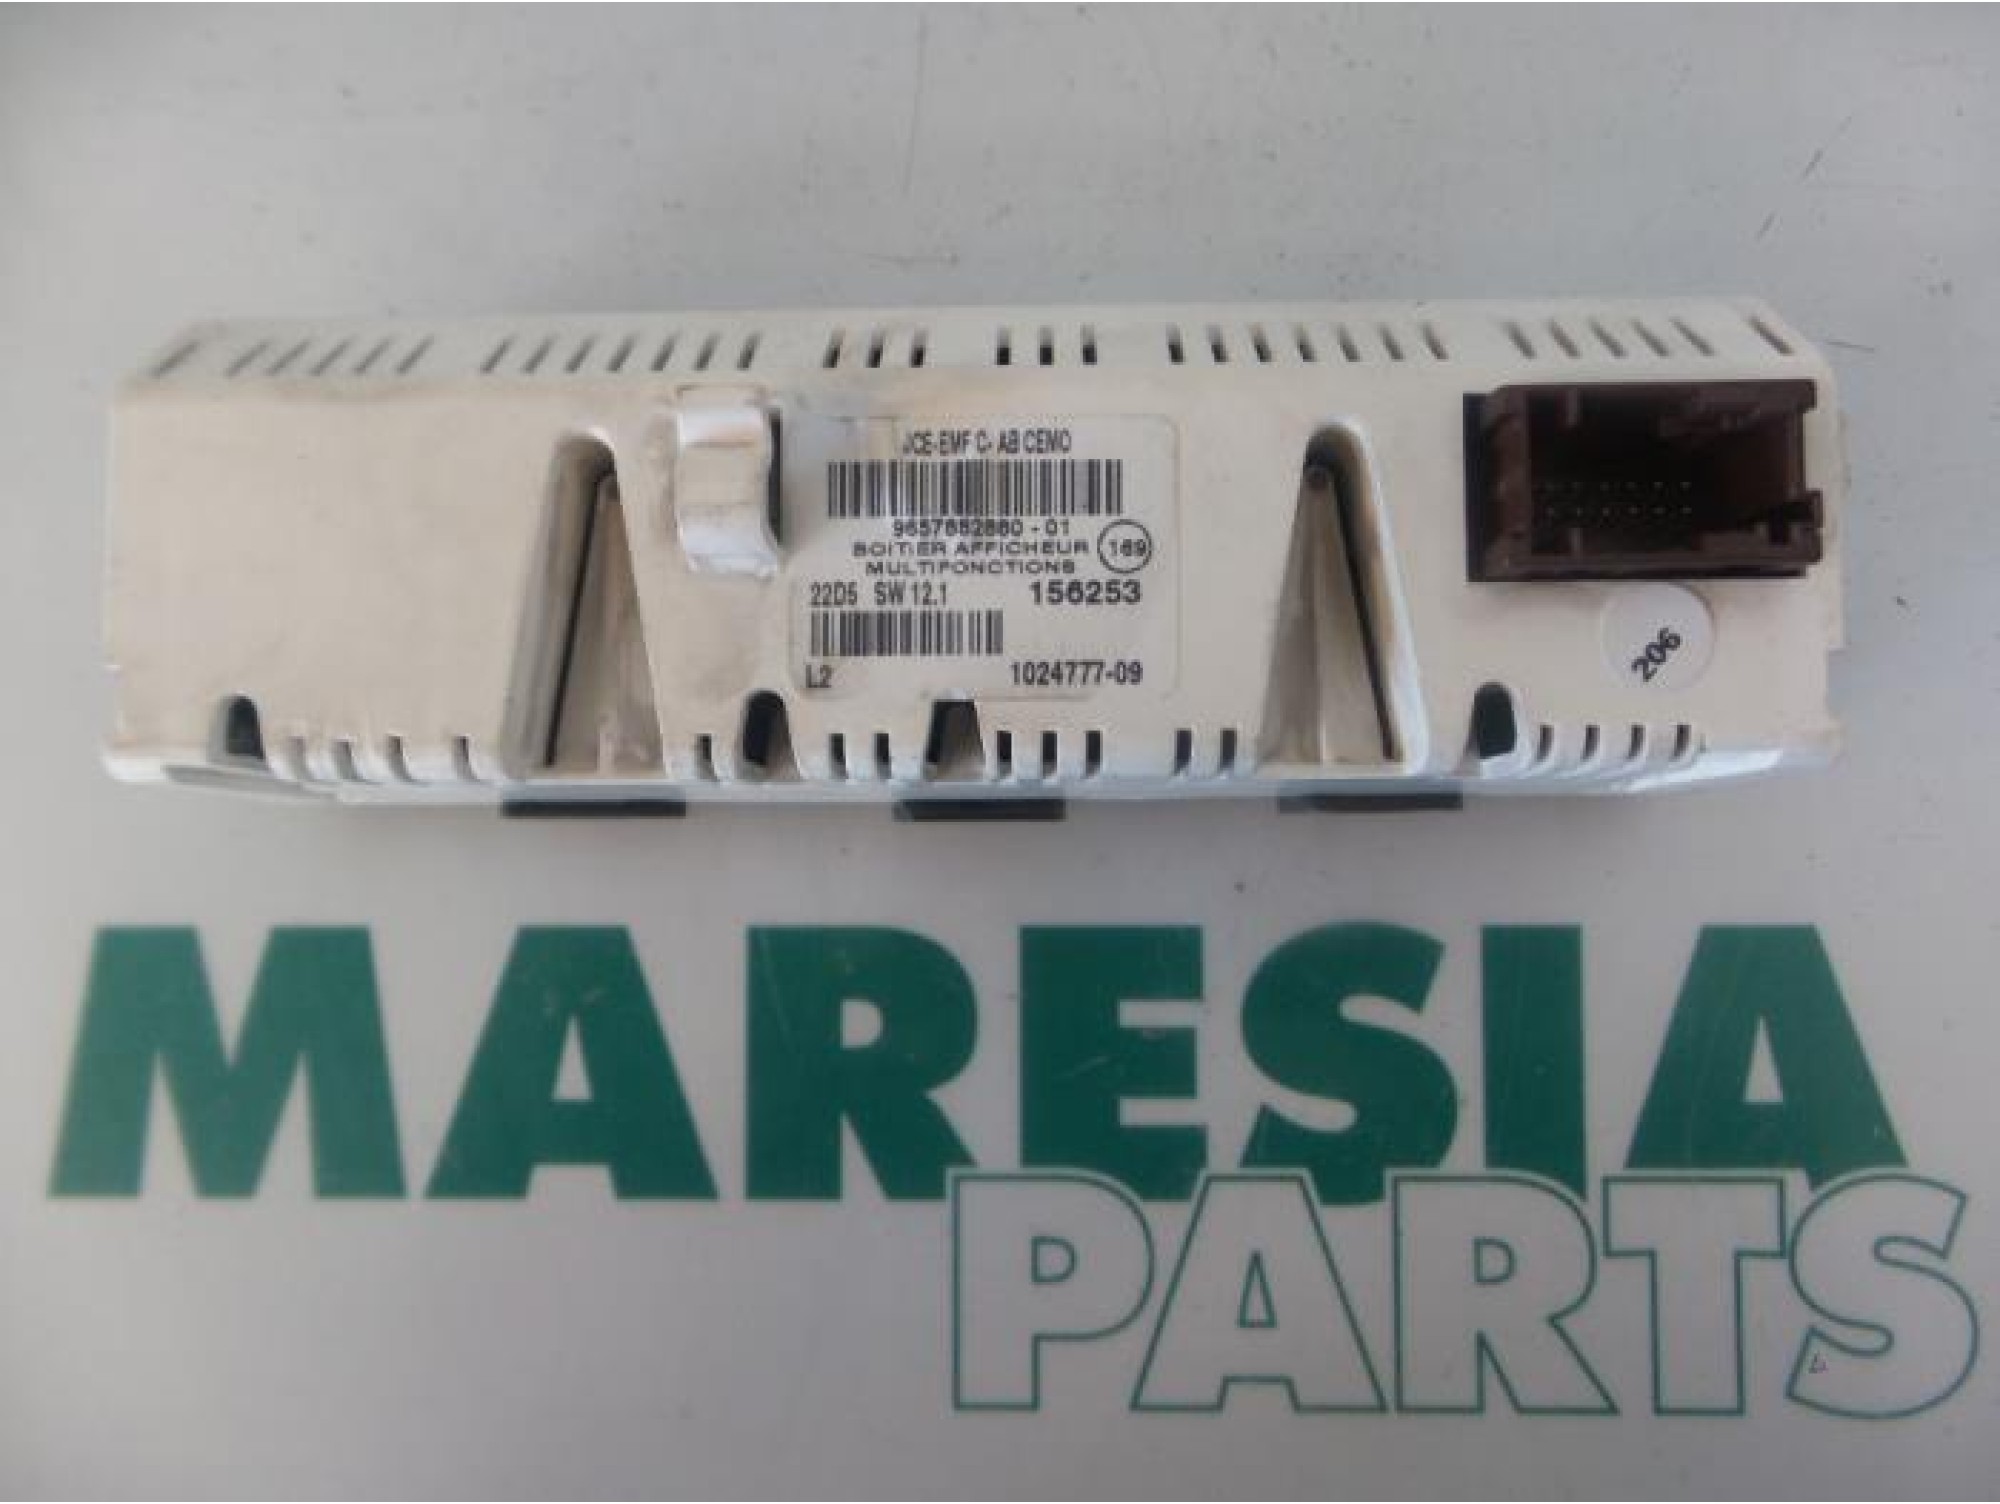 JCE-EMF C- AB CEMO
9657882880 - 01
BOITIER AFFICHEUR 169
MULTIFONCTIONS
22D5 SW 12.1 156253
L2 1024777-09
206
MARESIA
PARTS